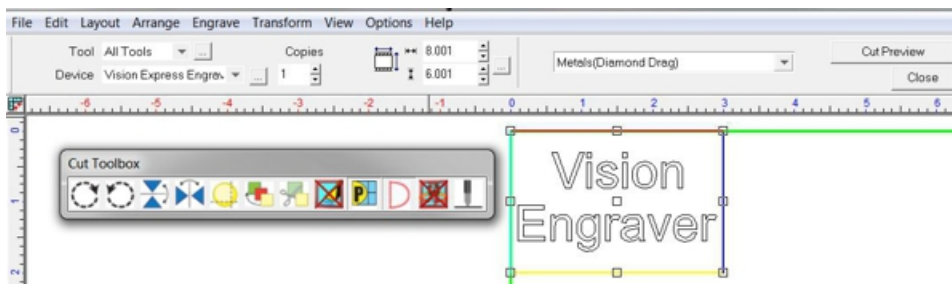 File Edit Layout Arrange Engrave Transform View Options Help
Tool All Tools ... Copies 8.001 Metals(Diamond Drag) Cut Preview
Device Vision Express Engrav ... 1 6.001 ... Close
-6 -5 -4 -3 -2 -1 0 1 2 3 4 5 6
0
1
2
Cut Toolbox
P
Vision
Engraver